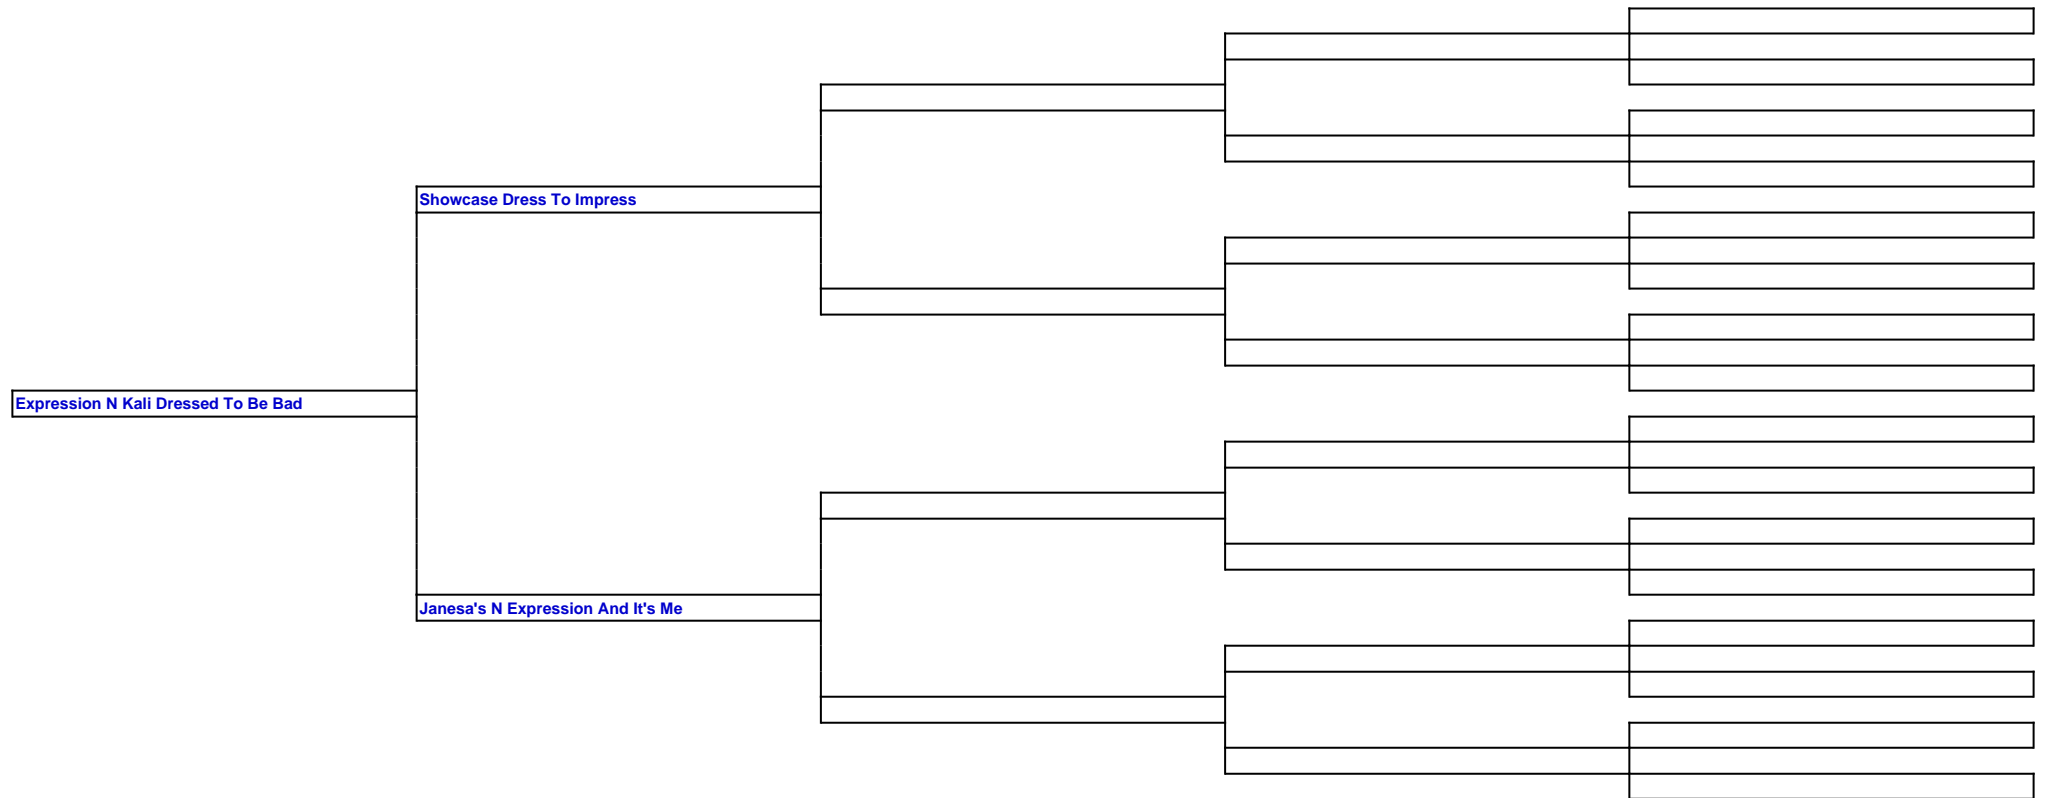 Showcase Dress To Impress
Expression N Kali Dressed To Be Bad
Janesa's N Expression And It's Me